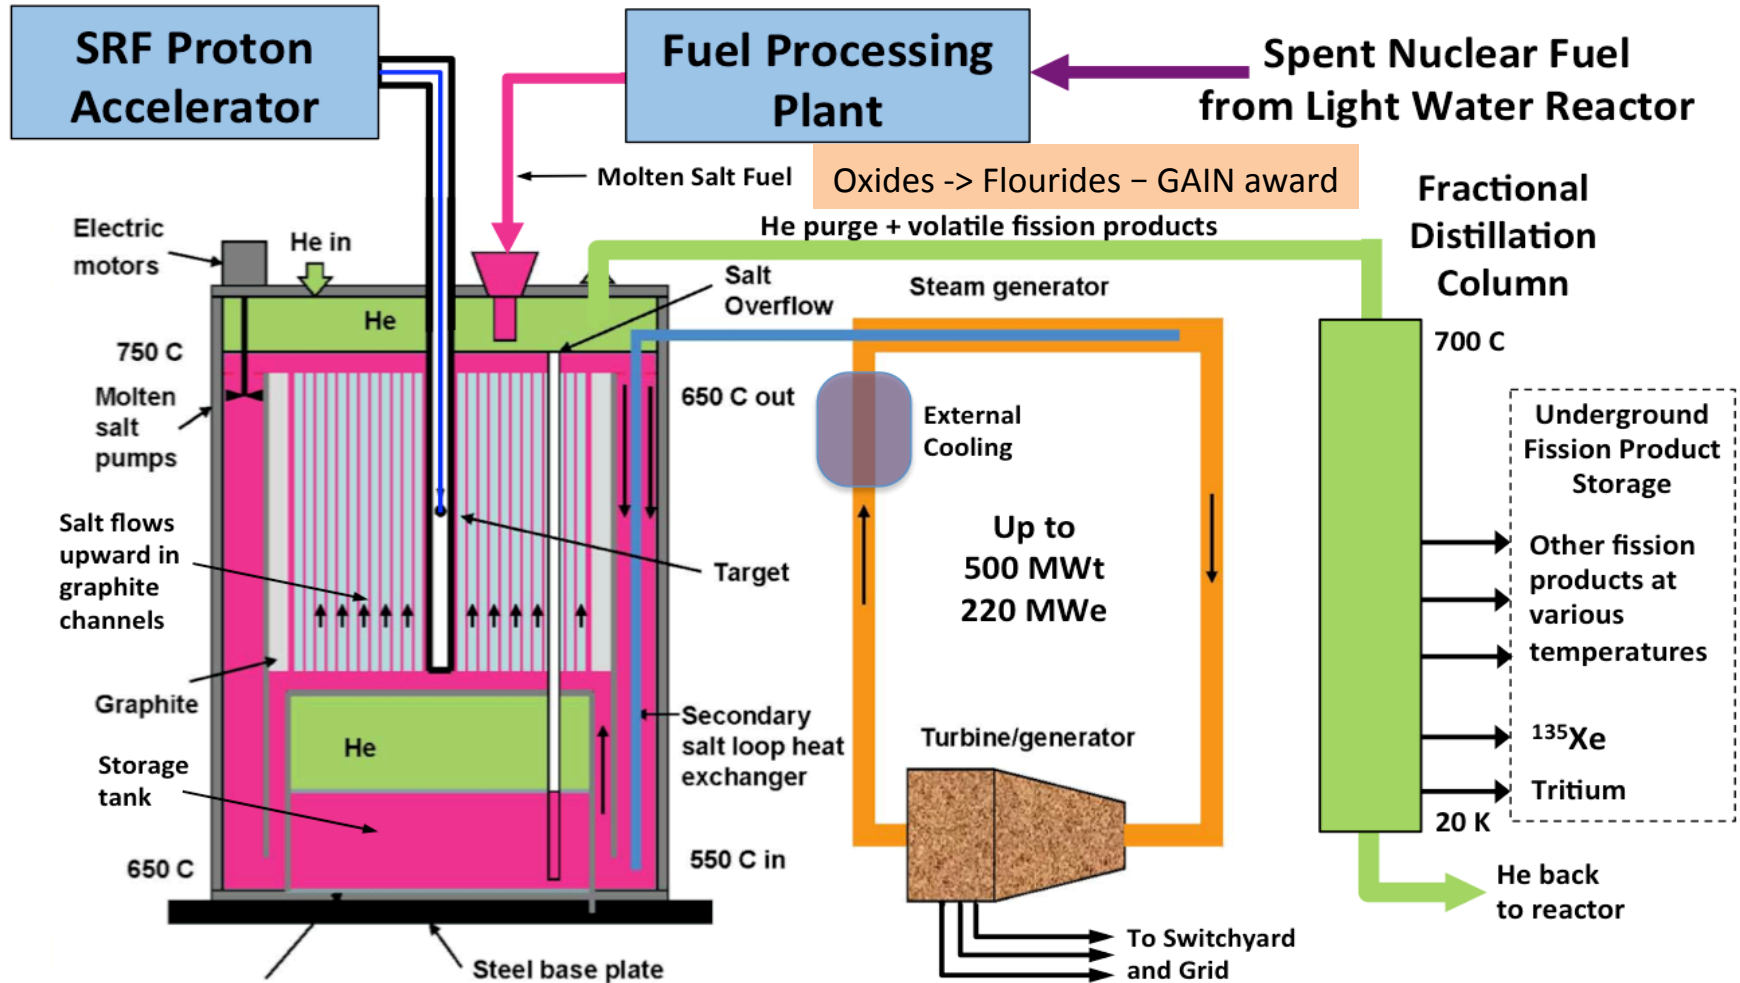 SRF Proton
Accelerator
Fuel Processing
Plant
Spent Nuclear Fuel
from Light Water Reactor
Molten Salt Fuel
Oxides -> Flourides – GAIN award
He purge + volatile fission products
Fractional
Distillation
Column
Electric
motors
He in
He
Salt
Overflow
Steam generator
750 C
Molten
salt
pumps
650 C out
External
Cooling
700 C
Underground
Fission Product
Storage
Salt flows
upward in
graphite
channels
Target
Up to
500 MWt
220 MWe
Other fission
products at
various
temperatures
Graphite
He
Secondary
salt loop heat
exchanger
Turbine/generator
¹³⁵Xe
Storage
tank
Tritium
20 K
650 C
550 C in
He back
to reactor
Steel base plate
To Switchyard
and Grid